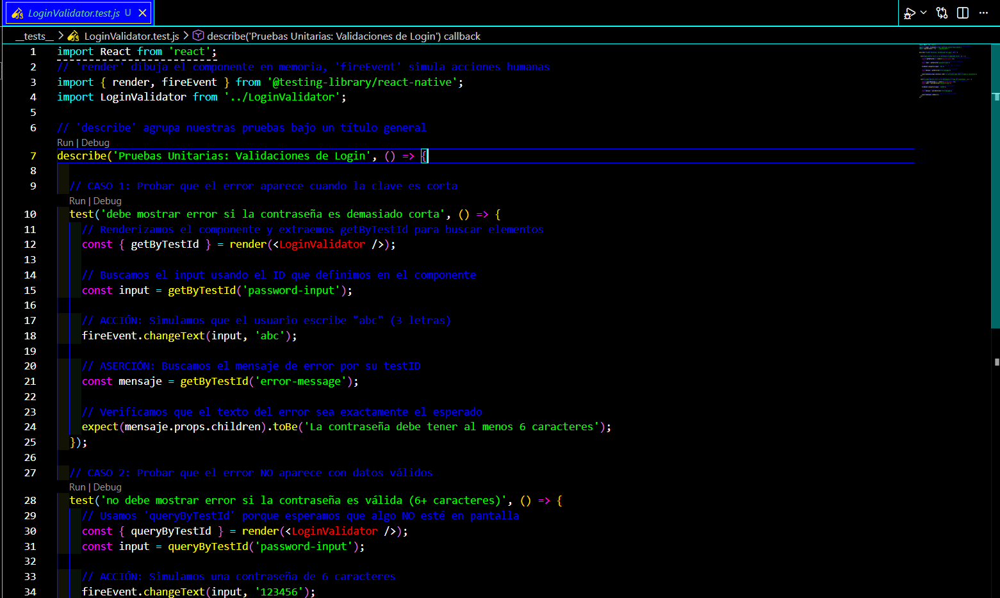 LoginValidator.test.js U
__tests__ > LoginValidator.test.js > describe('Pruebas Unitarias: Validaciones de Login') callback
1 import React from 'react';
2 // 'render' dibuja el componente en memoria, 'fireEvent' simula acciones humanas
3 import { render, fireEvent } from '@testing-library/react-native';
4 import LoginValidator from '../LoginValidator';
5
6 // 'describe' agrupa nuestras pruebas bajo un título general
Run | Debug
7 describe('Pruebas Unitarias: Validaciones de Login', () => {
8
9 // CASO 1: Probar que el error aparece cuando la clave es corta
Run | Debug
10 test('debe mostrar error si la contraseña es demasiado corta', () => {
11 // Renderizamos el componente y extraemos getByTestId para buscar elementos
12 const { getByTestId } = render(<LoginValidator />);
13
14 // Buscamos el input usando el ID que definimos en el componente
15 const input = getByTestId('password-input');
16
17 // ACCIÓN: Simulamos que el usuario escribe "abc" (3 letras)
18 fireEvent.changeText(input, 'abc');
19
20 // ASERCIÓN: Buscamos el mensaje de error por su testID
21 const mensaje = getByTestId('error-message');
22
23 // Verificamos que el texto del error sea exactamente el esperado
24 expect(mensaje.props.children).toBe('La contraseña debe tener al menos 6 caracteres');
25 });
26
27 // CASO 2: Probar que el error NO aparece con datos válidos
Run | Debug
28 test('no debe mostrar error si la contraseña es válida (6+ caracteres)', () => {
29 // Usamos 'queryByTestId' porque esperamos que algo NO esté en pantalla
30 const { queryByTestId } = render(<LoginValidator />);
31 const input = queryByTestId('password-input');
32
33 // ACCIÓN: Simulamos una contraseña de 6 caracteres
34 fireEvent.changeText(input, '123456');